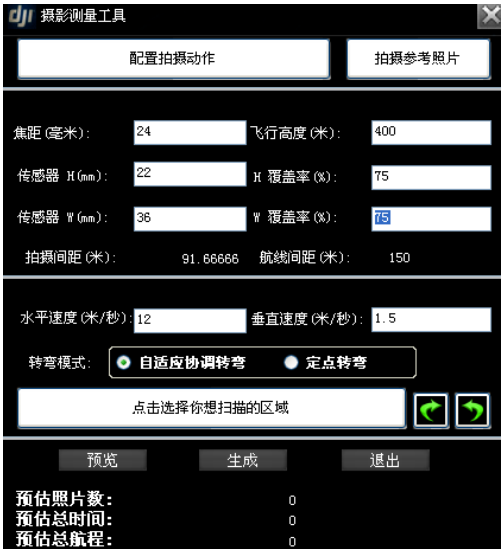 dji 摄影测量工具
配置拍摄动作 拍摄参考照片
焦距(毫米): 24 飞行高度(米): 400
传感器 H(mm): 22 H 覆盖率(%): 75
传感器 W(mm): 36 W 覆盖率(%): 75
拍摄间距(米): 91.66666 航线间距(米): 150
水平速度(米/秒): 12 垂直速度(米/秒): 1.5
转弯模式: 自适应协调转弯 定点转弯
点击选择你想扫描的区域
预览 生成 退出
预估照片数: 0
预估总时间: 0
预估总航程: 0